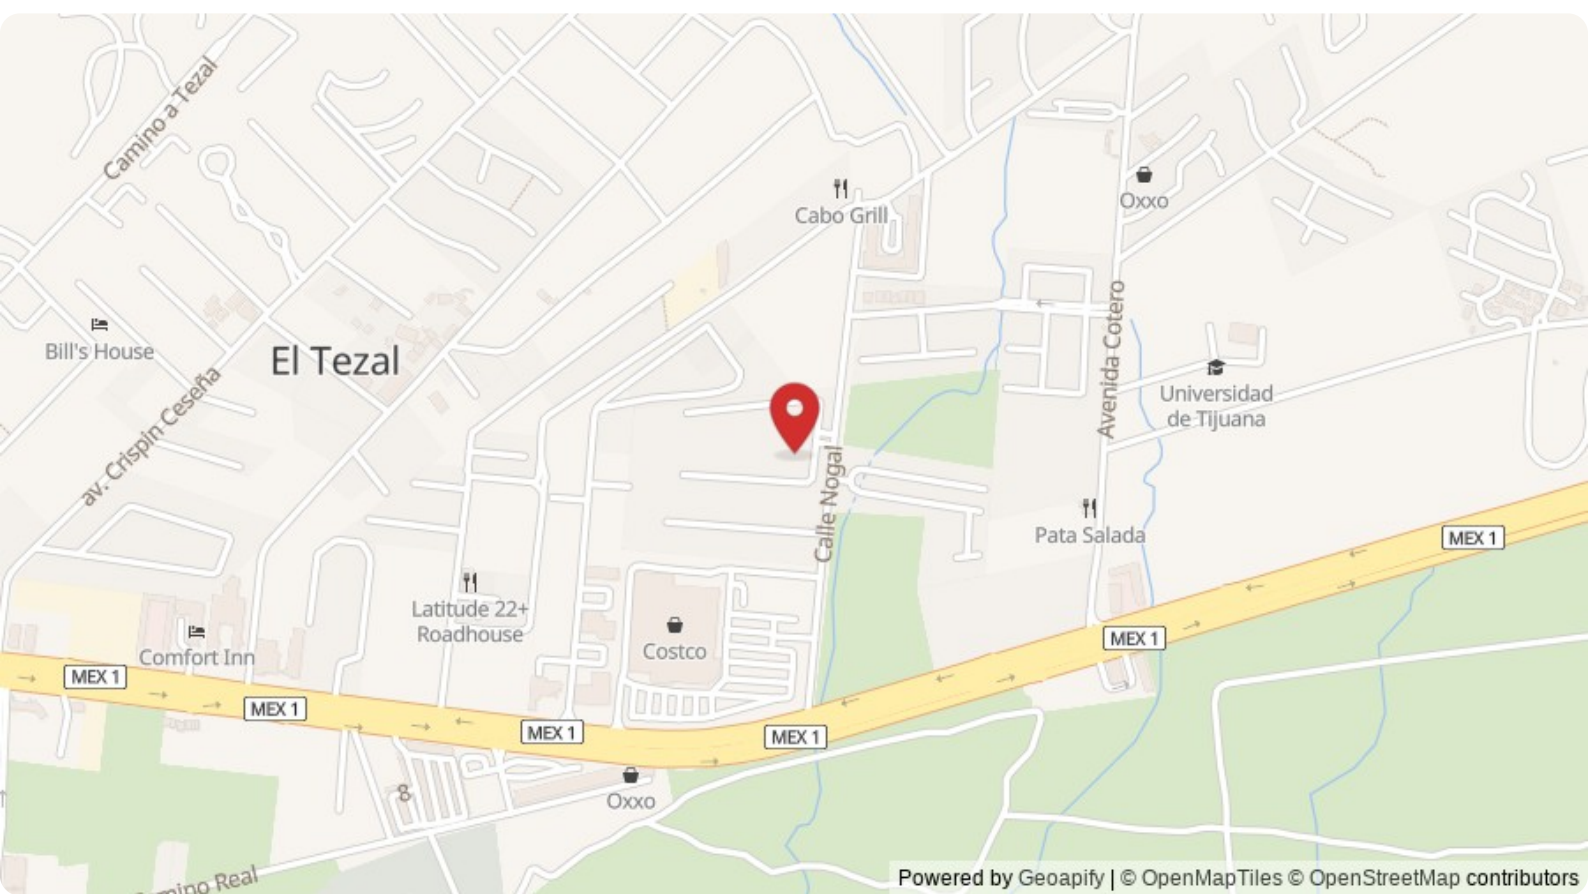 Camino a Tezal
Cabo Grill
Oxxo
Bill's House
El Tezal
Avenida Cotero
Universidad
de Tijuana
av. Crispin Ceseña
Calle Nogal
Pata Salada
MEX 1
Latitude 22+
Roadhouse
Costco
Comfort Inn
MEX 1
MEX 1
MEX 1
MEX 1
MEX 1
Oxxo
8
mino Real
Powered by Geoapify | © OpenMapTiles © OpenStreetMap contributors